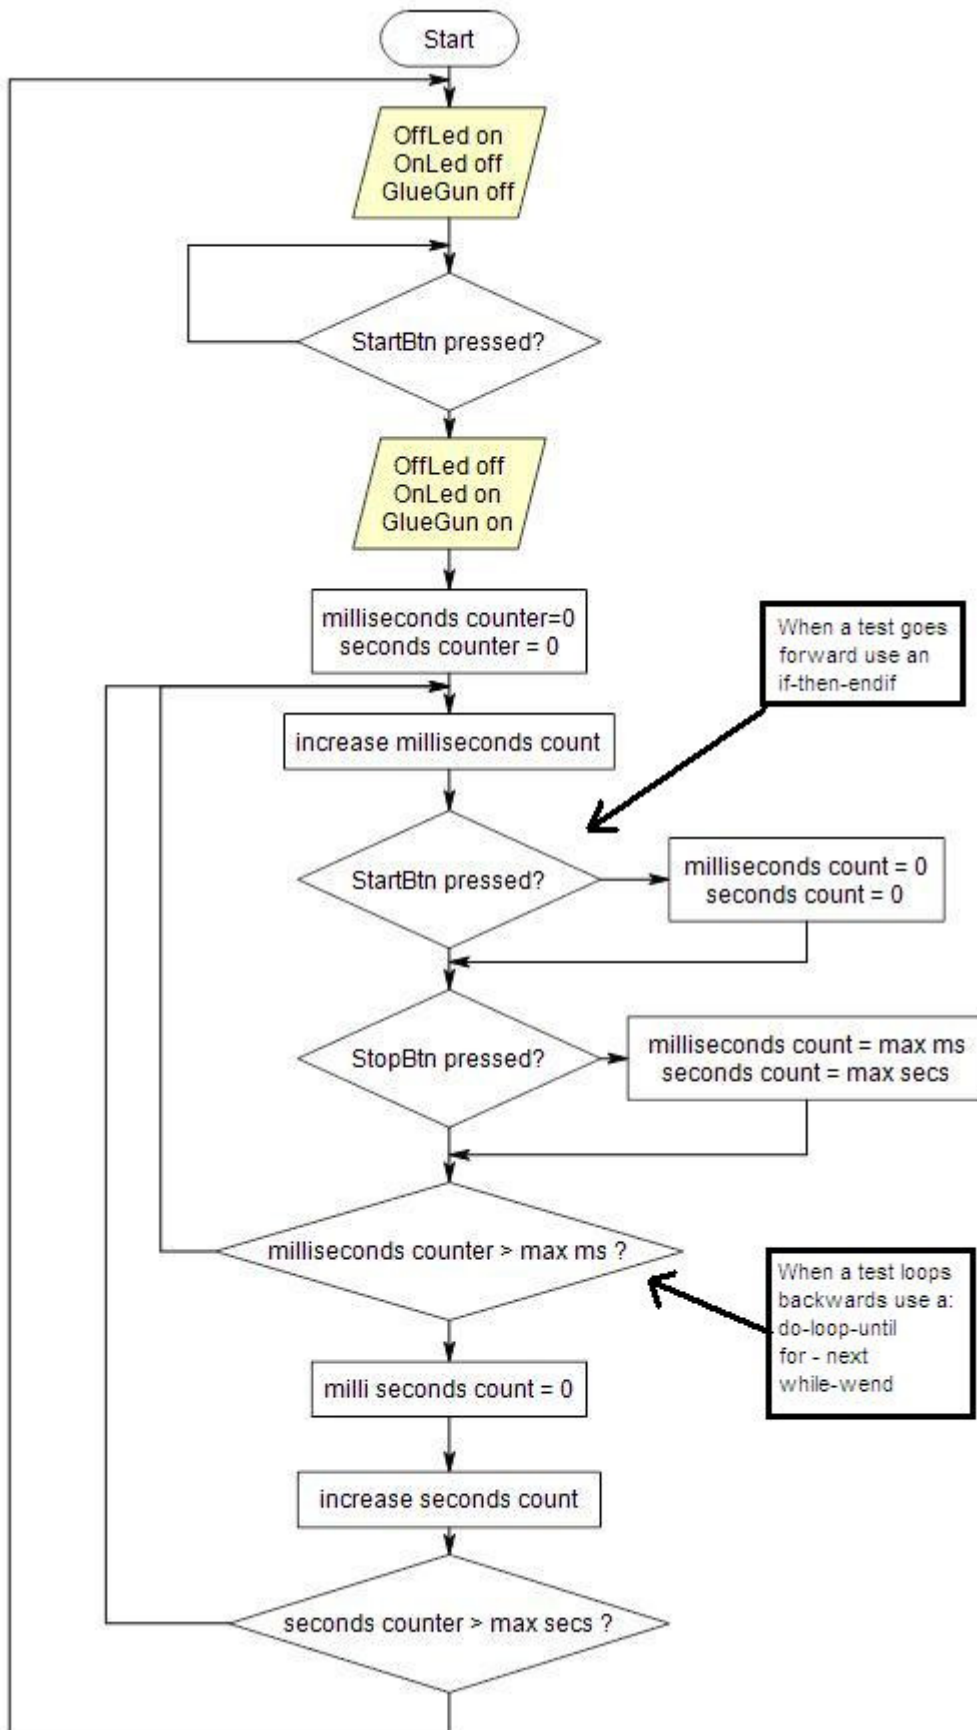 Start
OffLed on
OnLed off
GlueGun off
StartBtn pressed?
OffLed off
OnLed on
GlueGun on
milliseconds counter=0
seconds counter = 0
When a test goes
forward use an
if-then-endif
increase milliseconds count
StartBtn pressed?
milliseconds count = 0
seconds count = 0
StopBtn pressed?
milliseconds count = max ms
seconds count = max secs
milliseconds counter > max ms ?
When a test loops
backwards use a:
do-loop-until
for - next
while-wend
milli seconds count = 0
increase seconds count
seconds counter > max secs ?